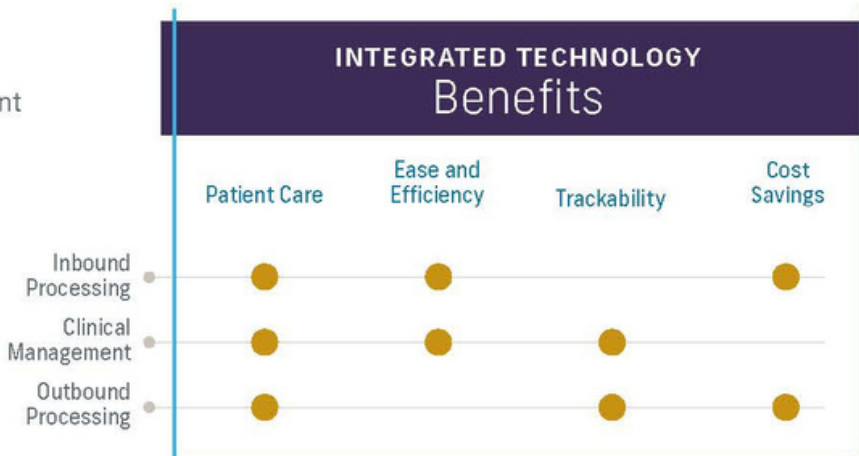 INTEGRATED TECHNOLOGY
Benefits
nt
Patient Care
Ease and
Efficiency
Trackability
Cost
Savings
Inbound
Processing
Clinical
Management
Outbound
Processing